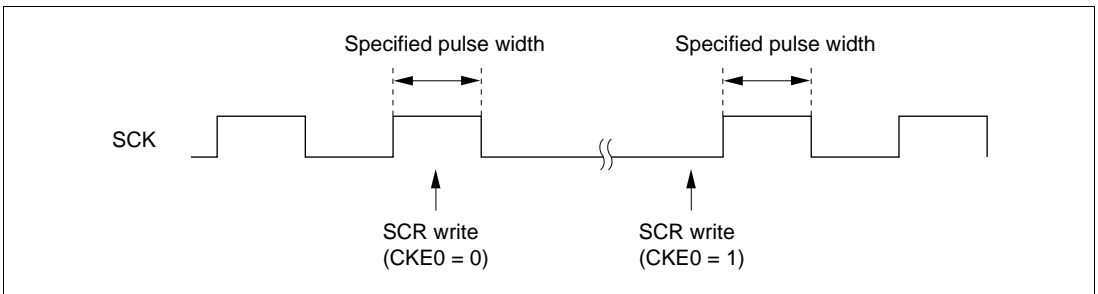 Specified pulse width Specified pulse width
SCK
SCR write SCR write
(CKE0 = 0) (CKE0 = 1)